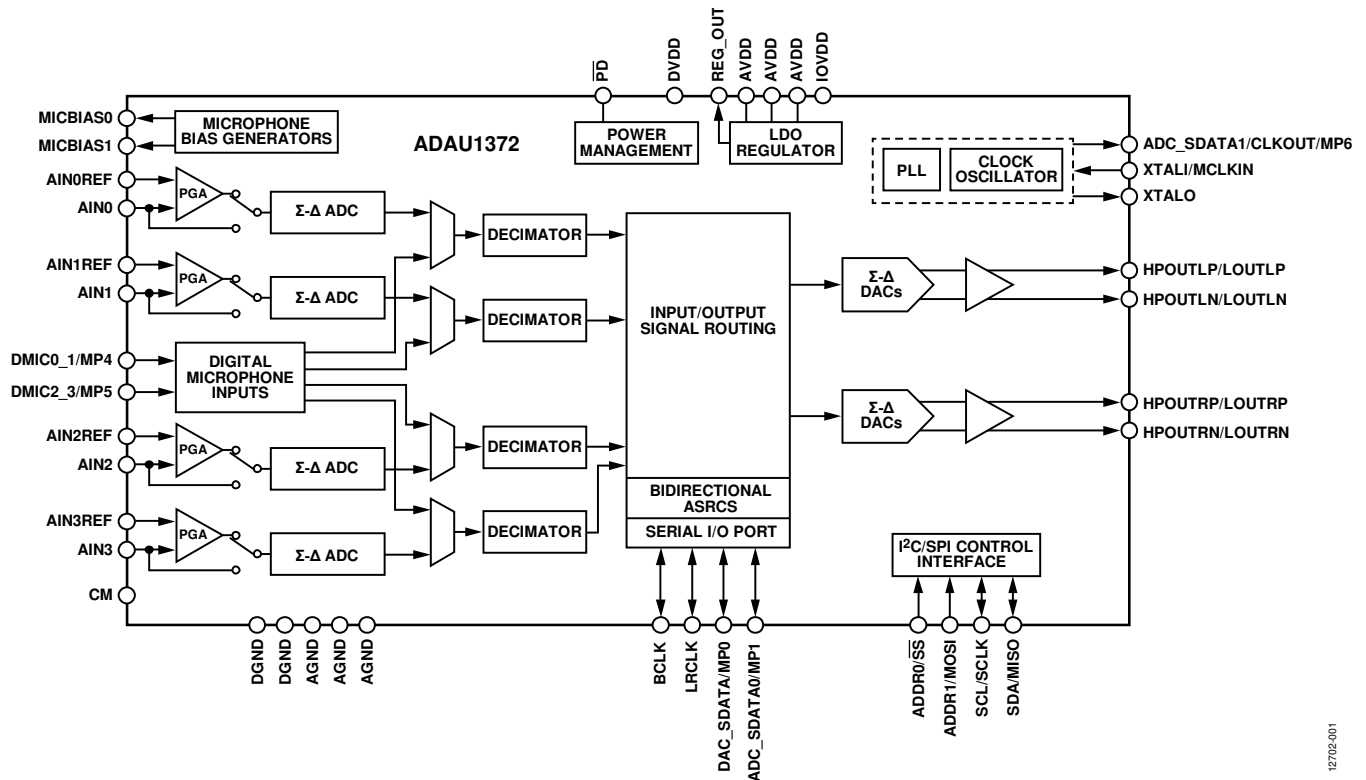 PD
DVDD
REG_OUT
AVDD
AVDD
AVDD
IOVDD
MICBIAS0
MICBIAS1
MICROPHONE
BIAS GENERATORS
ADAU1372
POWER
MANAGEMENT
LDO
REGULATOR
PLL
CLOCK
OSCILLATOR
ADC_SDATA1/CLKOUT/MP6
XTALI/MCLKIN
XTALO
AIN0REF
AIN0
PGA
Σ-Δ ADC
DECIMATOR
AIN1REF
AIN1
PGA
Σ-Δ ADC
DECIMATOR
INPUT/OUTPUT
SIGNAL ROUTING
Σ-Δ
DACs
HPOUTLP/LOUTLP
HPOUTLN/LOUTLN
DMIC0_1/MP4
DMIC2_3/MP5
DIGITAL
MICROPHONE
INPUTS
Σ-Δ
DACs
HPOUTRP/LOUTRP
HPOUTRN/LOUTRN
AIN2REF
AIN2
PGA
Σ-Δ ADC
DECIMATOR
AIN3REF
AIN3
PGA
Σ-Δ ADC
DECIMATOR
BIDIRECTIONAL
ASRCS
SERIAL I/O PORT
I²C/SPI CONTROL
INTERFACE
CM
DGND
DGND
AGND
AGND
AGND
BCLK
LRCLK
DAC_SDATA/MP0
ADC_SDATA0/MP1
ADDR0/SS
ADDR1/MOSI
SCL/SCLK
SDA/MISO
12702-001